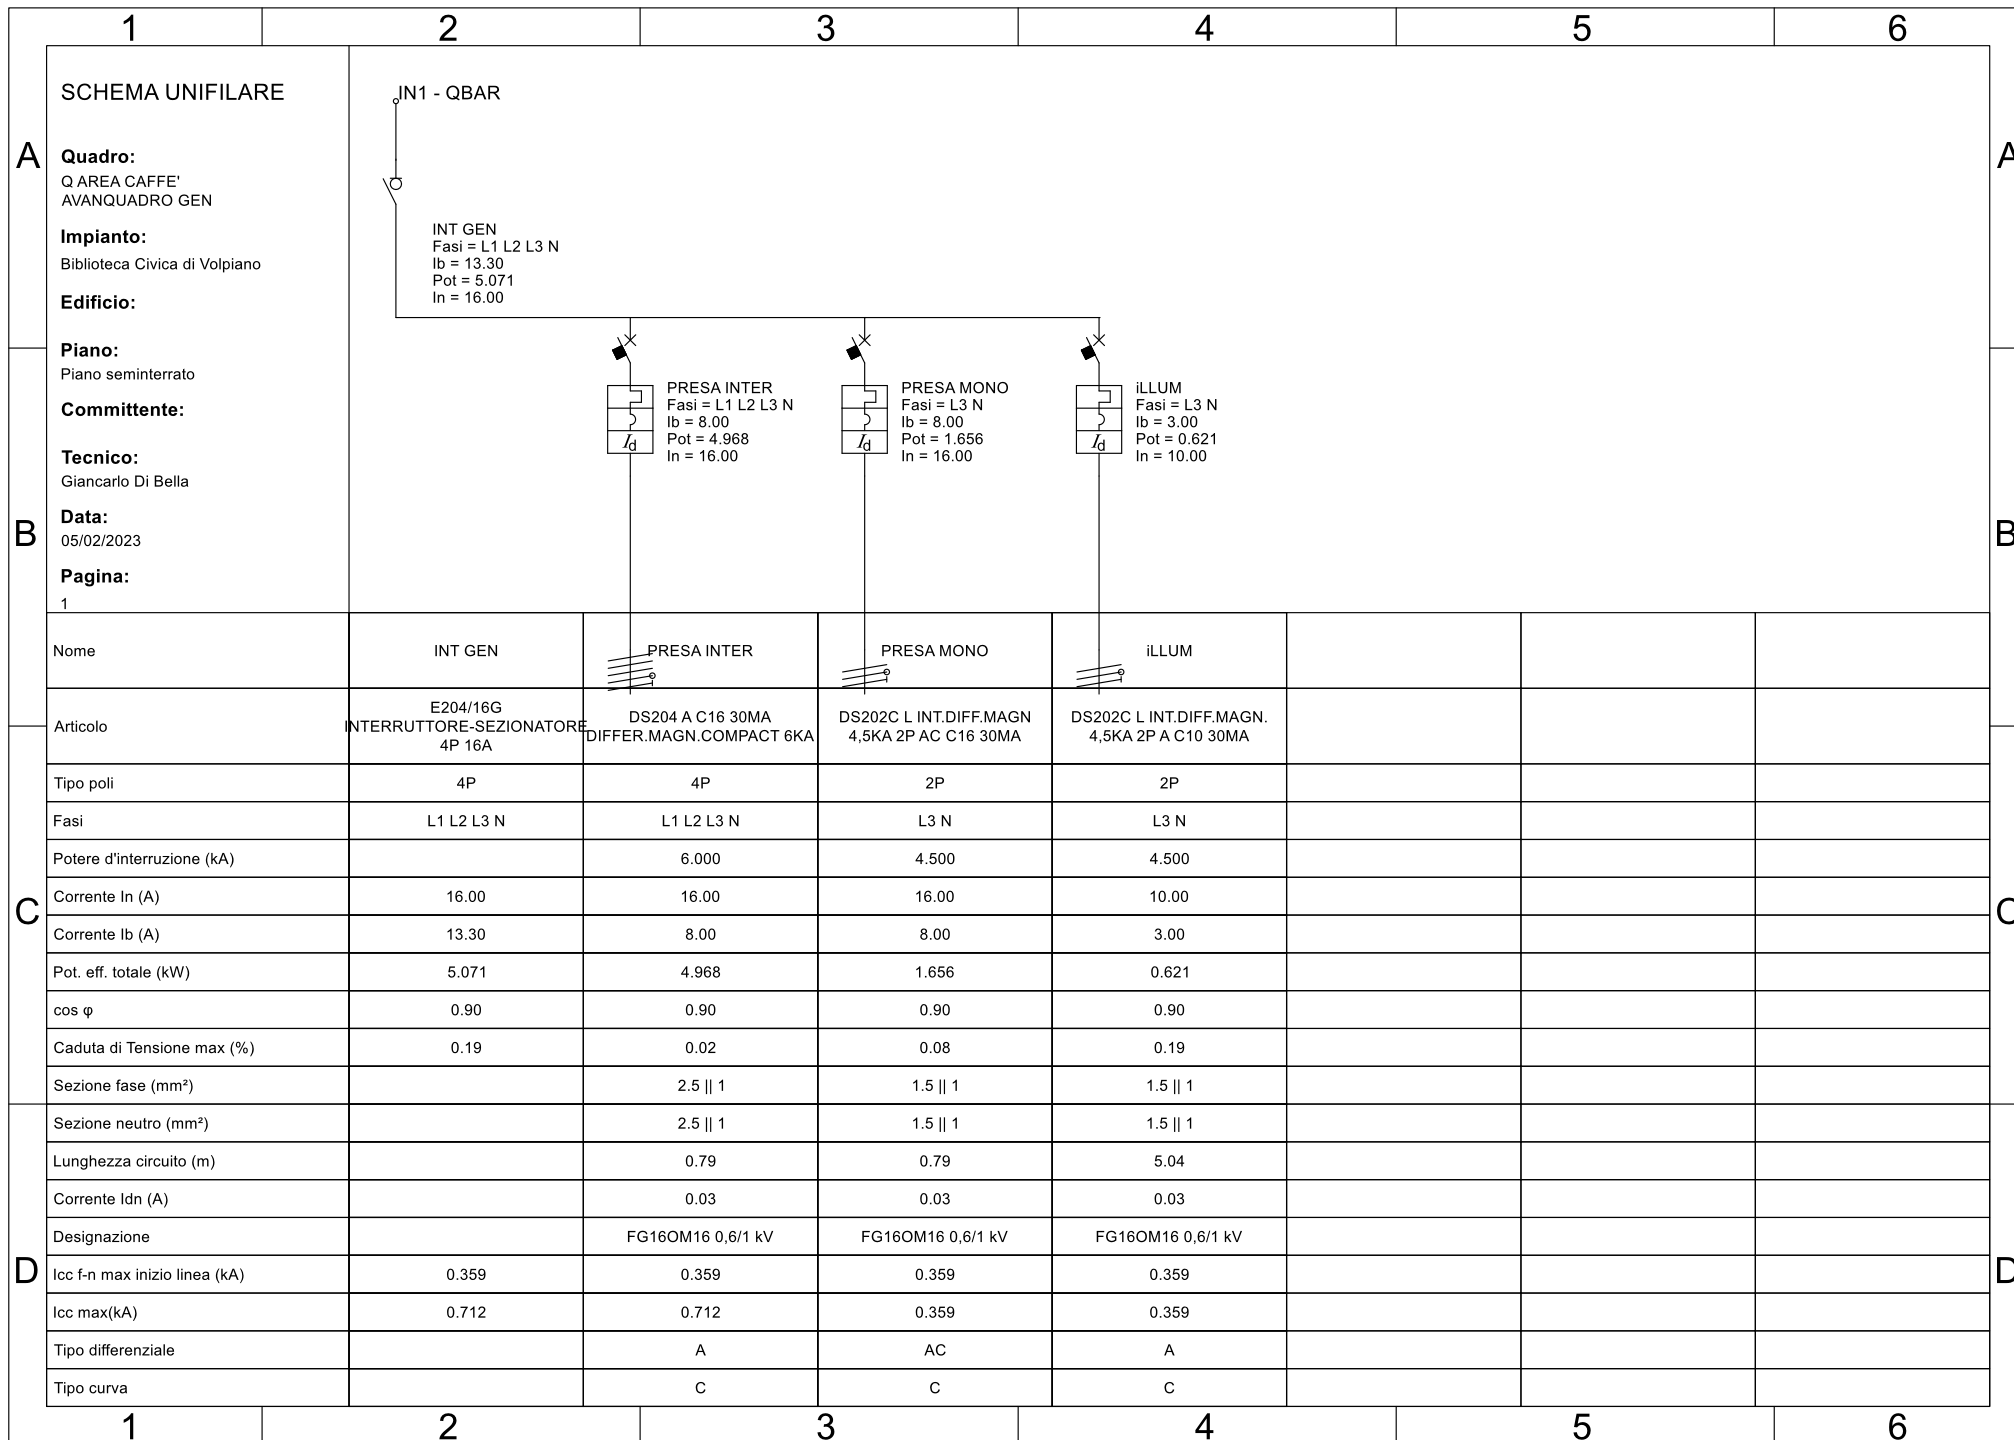 1 2 3 4 5 6
SCHEMA UNIFILARE
Quadro:
Q AREA CAFFE'
AVANQUADRO GEN
Impianto:
Biblioteca Civica di Volpiano
Edificio:
Piano:
Piano seminterrato
Committente:
Tecnico:
Giancarlo Di Bella
Data:
05/02/2023
Pagina:
1
A A
B B
C C
D D
IN1 - QBAR
INT GEN
Fasi = L1 L2 L3 N
Ib = 13.30
Pot = 5.071
In = 16.00
PRESA INTER
Fasi = L1 L2 L3 N
Ib = 8.00
Pot = 4.968
In = 16.00
Id
PRESA MONO
Fasi = L3 N
Ib = 8.00
Pot = 1.656
In = 16.00
Id
iLLUM
Fasi = L3 N
Ib = 3.00
Pot = 0.621
In = 10.00
Id
Nome INT GEN PRESA INTER PRESA MONO iLLUM
Articolo
E204/16G
INTERRUTTORE-SEZIONATORE
4P 16A
DS204 A C16 30MA
DIFFER.MAGN.COMPACT 6KA
DS202C L INT.DIFF.MAGN
4,5KA 2P AC C16 30MA
DS202C L INT.DIFF.MAGN.
4,5KA 2P A C10 30MA
Tipo poli 4P 4P 2P 2P
Fasi L1 L2 L3 N L1 L2 L3 N L3 N L3 N
Potere d'interruzione (kA) 6.000 4.500 4.500
Corrente In (A) 16.00 16.00 16.00 10.00
Corrente Ib (A) 13.30 8.00 8.00 3.00
Pot. eff. totale (kW) 5.071 4.968 1.656 0.621
cos φ 0.90 0.90 0.90 0.90
Caduta di Tensione max (%) 0.19 0.02 0.08 0.19
Sezione fase (mm²) 2.5 || 1 1.5 || 1 1.5 || 1
Sezione neutro (mm²) 2.5 || 1 1.5 || 1 1.5 || 1
Lunghezza circuito (m) 0.79 0.79 5.04
Corrente Idn (A) 0.03 0.03 0.03
Designazione FG16OM16 0,6/1 kV FG16OM16 0,6/1 kV FG16OM16 0,6/1 kV
Icc f-n max inizio linea (kA) 0.359 0.359 0.359 0.359
Icc max(kA) 0.712 0.712 0.359 0.359
Tipo differenziale A AC A
Tipo curva C C C
1 2 3 4 5 6